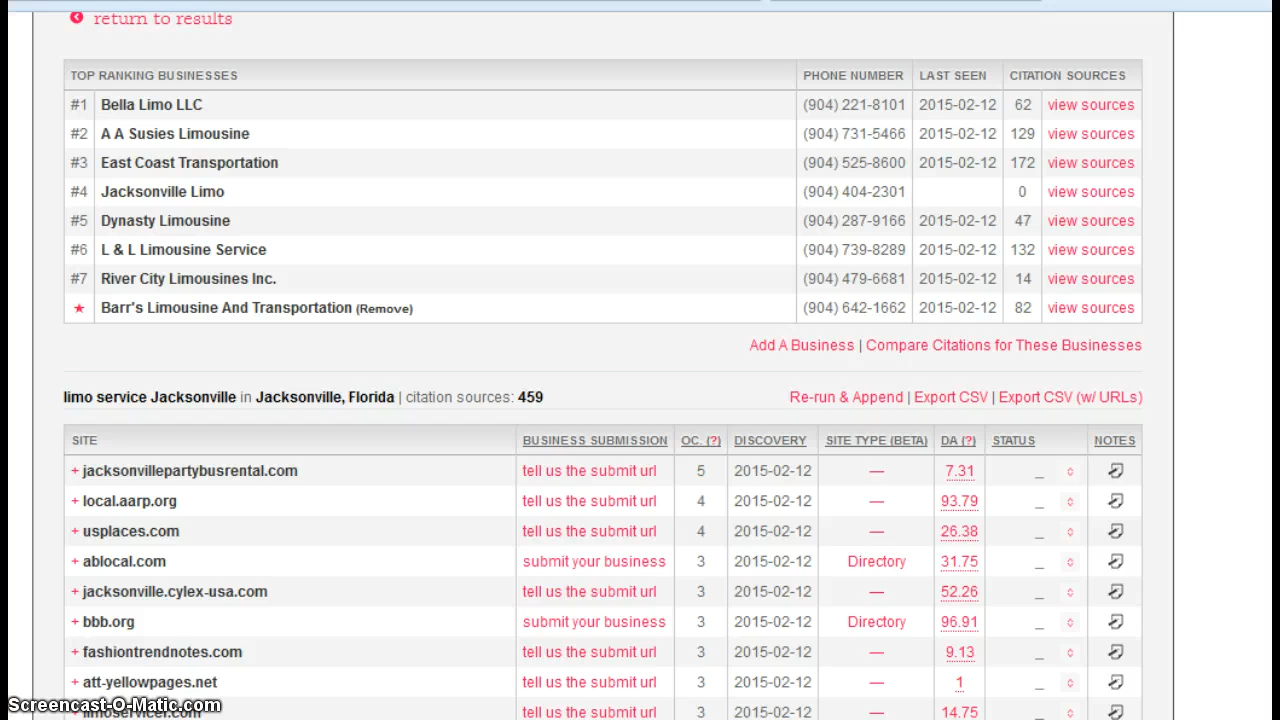 return to results
TOP RANKING BUSINESSES PHONE NUMBER LAST SEEN CITATION SOURCES
#1 Bella Limo LLC (904) 221-8101 2015-02-12 62 view sources
#2 A A Susies Limousine (904) 731-5466 2015-02-12 129 view sources
#3 East Coast Transportation (904) 525-8600 2015-02-12 172 view sources
#4 Jacksonville Limo (904) 404-2301 0 view sources
#5 Dynasty Limousine (904) 287-9166 2015-02-12 47 view sources
#6 L & L Limousine Service (904) 739-8289 2015-02-12 132 view sources
#7 River City Limousines Inc. (904) 479-6681 2015-02-12 14 view sources
★ Barr's Limousine And Transportation (Remove) (904) 642-1662 2015-02-12 82 view sources
Add A Business | Compare Citations for These Businesses
limo service Jacksonville in Jacksonville, Florida | citation sources: 459 Re-run & Append | Export CSV | Export CSV (w/ URLs)
SITE BUSINESS SUBMISSION OC. (?) DISCOVERY SITE TYPE (BETA) DA (?) STATUS NOTES
+ jacksonvillepartybusrental.com tell us the submit url 5 2015-02-12 — 7.31 _
+ local.aarp.org tell us the submit url 4 2015-02-12 — 93.79 _
+ usplaces.com tell us the submit url 4 2015-02-12 — 26.38 _
+ ablocal.com submit your business 3 2015-02-12 Directory 31.75 _
+ jacksonville.cylex-usa.com tell us the submit url 3 2015-02-12 — 52.26 _
+ bbb.org submit your business 3 2015-02-12 Directory 96.91 _
+ fashiontrendnotes.com tell us the submit url 3 2015-02-12 — 9.13 _
+ att-yellowpages.net tell us the submit url 3 2015-02-12 — 1 _
tell us the submit url 3 2015-02-12 — 14.75 _
Screencast-O-Matic.com